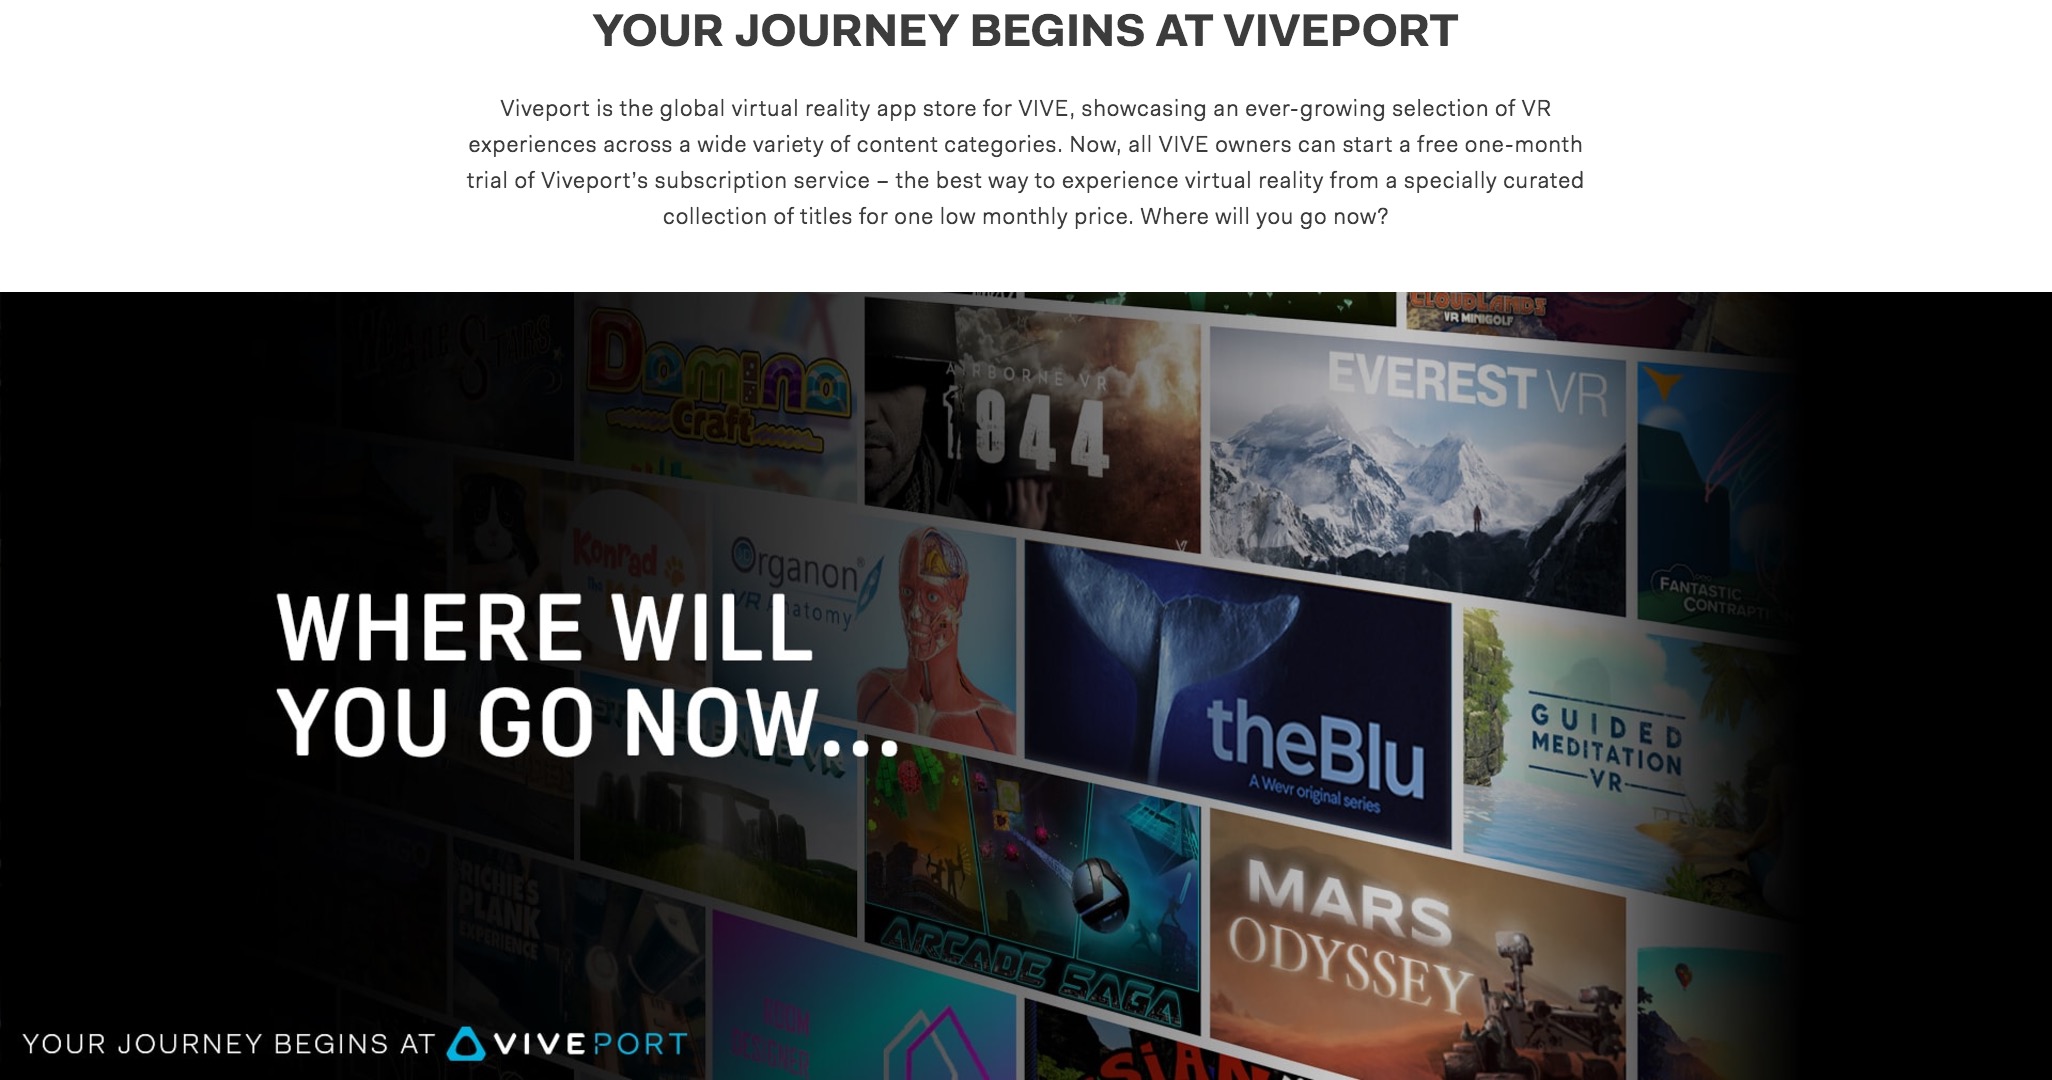 YOUR JOURNEY BEGINS AT VIVEPORT
Viveport is the global virtual reality app store for VIVE, showcasing an ever-growing selection of VR
experiences across a wide variety of content categories. Now, all VIVE owners can start a free one-month
trial of Viveport’s subscription service – the best way to experience virtual reality from a specially curated
collection of titles for one low monthly price. Where will you go now?
CLOUDLANDS
VR MINIGOLF
Domino
Craft
AIRBORNE VR
1944
EVEREST VR
FANTASTIC
Konrad
the
Organon®
VR Anatomy
WHERE WILL
YOU GO NOW...
theBlu
A Wevr original series
GUIDED
MEDITATION
VR
VR
RICHIE'S
PLANK
EXPERIENCE
ARCADE SAGA
MARS
ODYSSEY
ROOM
DESIGNER
YOUR JOURNEY BEGINS AT VIVEPORT